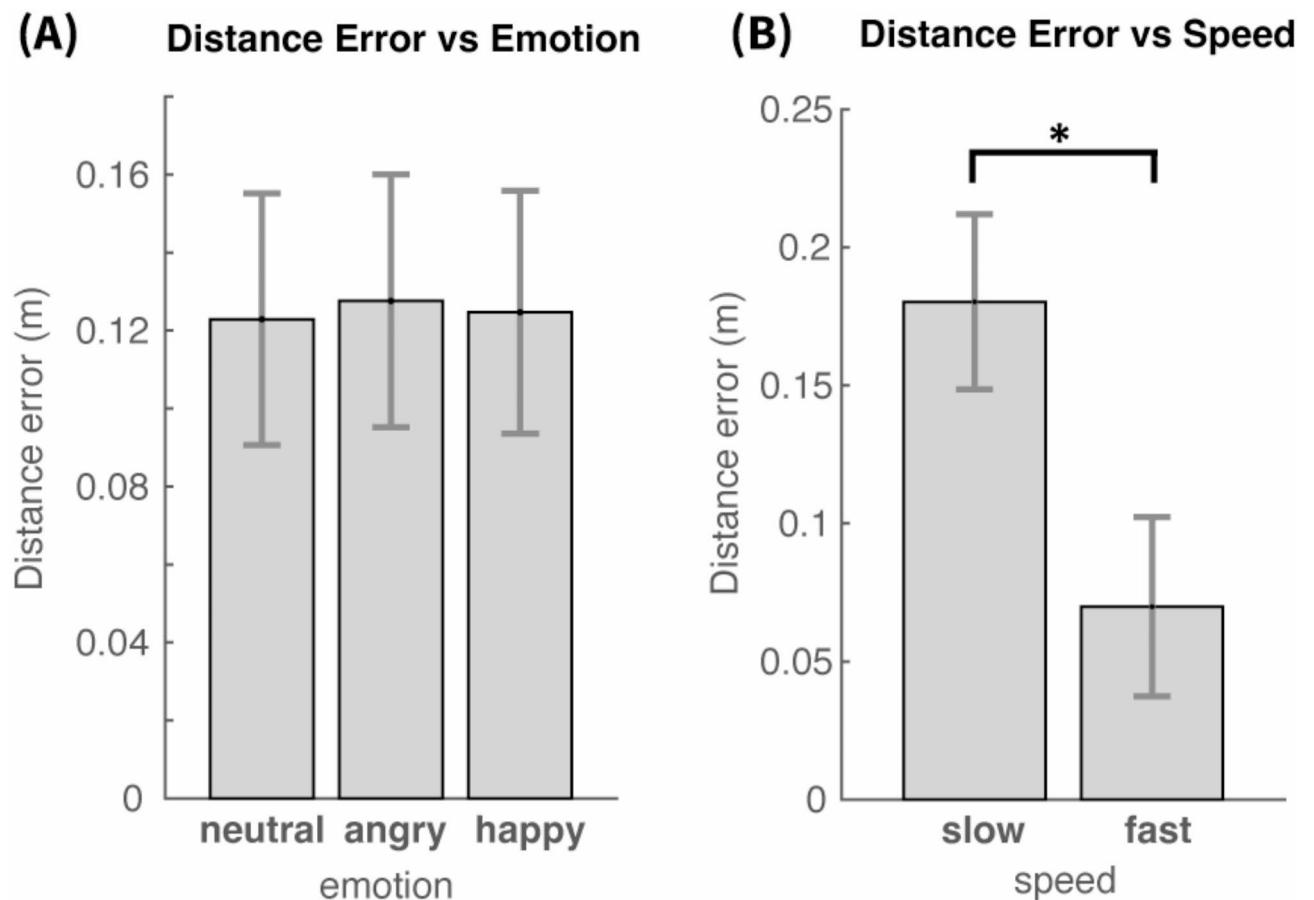 (A) Distance Error vs Emotion
Distance error (m)
0.16
0.12
0.08
0.04
0
neutral angry happy
emotion
(B) Distance Error vs Speed
Distance error (m)
0.25
*
0.2
0.15
0.1
0.05
0
slow fast
speed